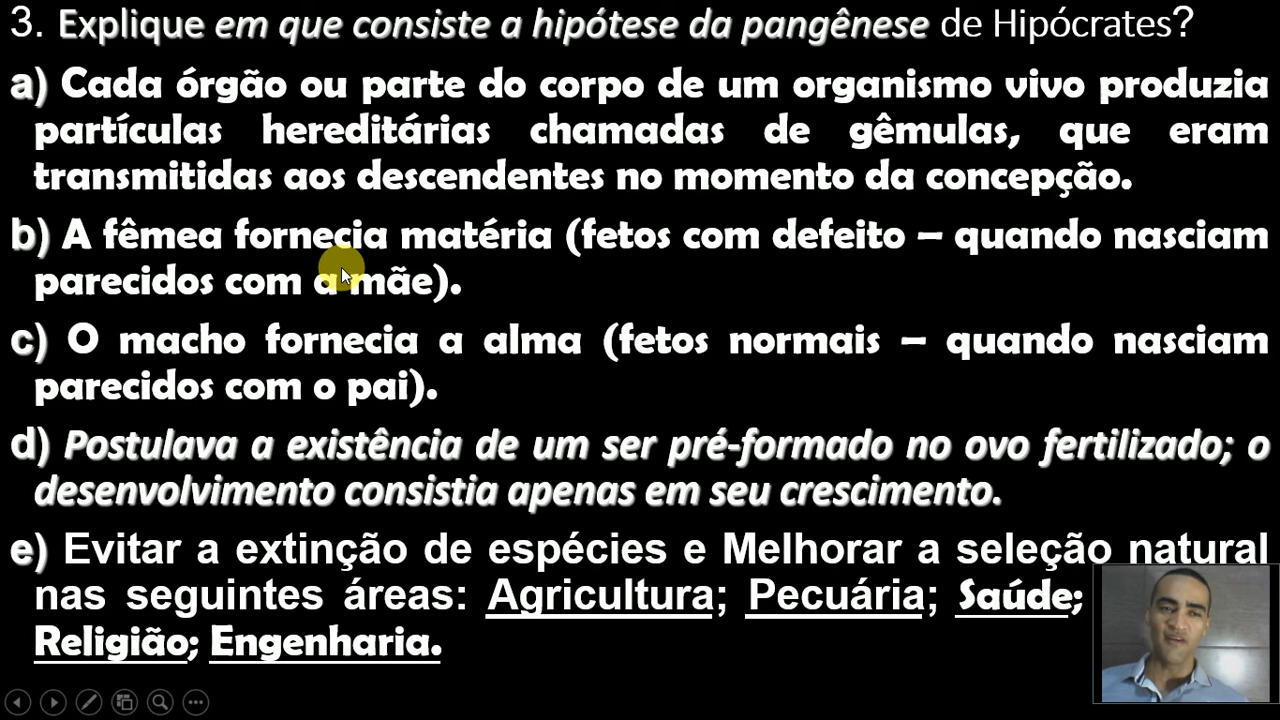 3. Explique em que consiste a hipótese da pangênese de Hipócrates?
a) Cada órgão ou parte do corpo de um organismo vivo produzia
partículas hereditárias chamadas de gêmulas, que eram
transmitidas aos descendentes no momento da concepção.
b) A fêmea fornecia matéria (fetos com defeito – quando nasciam
parecidos com a mãe).
c) O macho fornecia a alma (fetos normais – quando nasciam
parecidos com o pai).
d) Postulava a existência de um ser pré-formado no ovo fertilizado; o
desenvolvimento consistia apenas em seu crescimento.
e) Evitar a extinção de espécies e Melhorar a seleção natural
nas seguintes áreas: Agricultura; Pecuária; Saúde;
Religião; Engenharia.